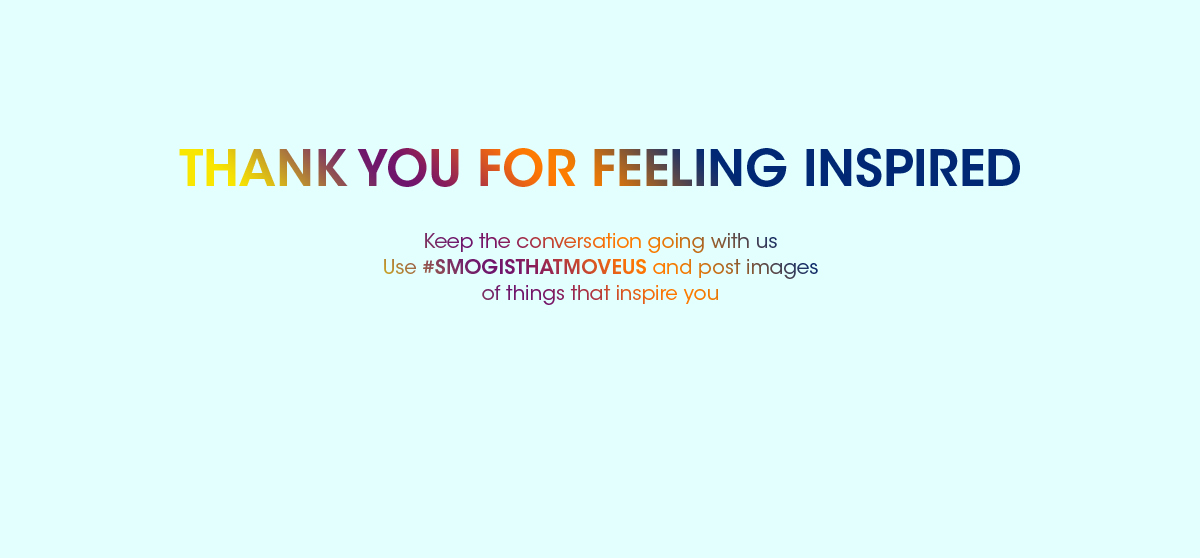 THANK YOU FOR FEELING INSPIRED
Keep the conversation going with us
Use #SMOGISTHATMOVEUS and post images
of things that inspire you